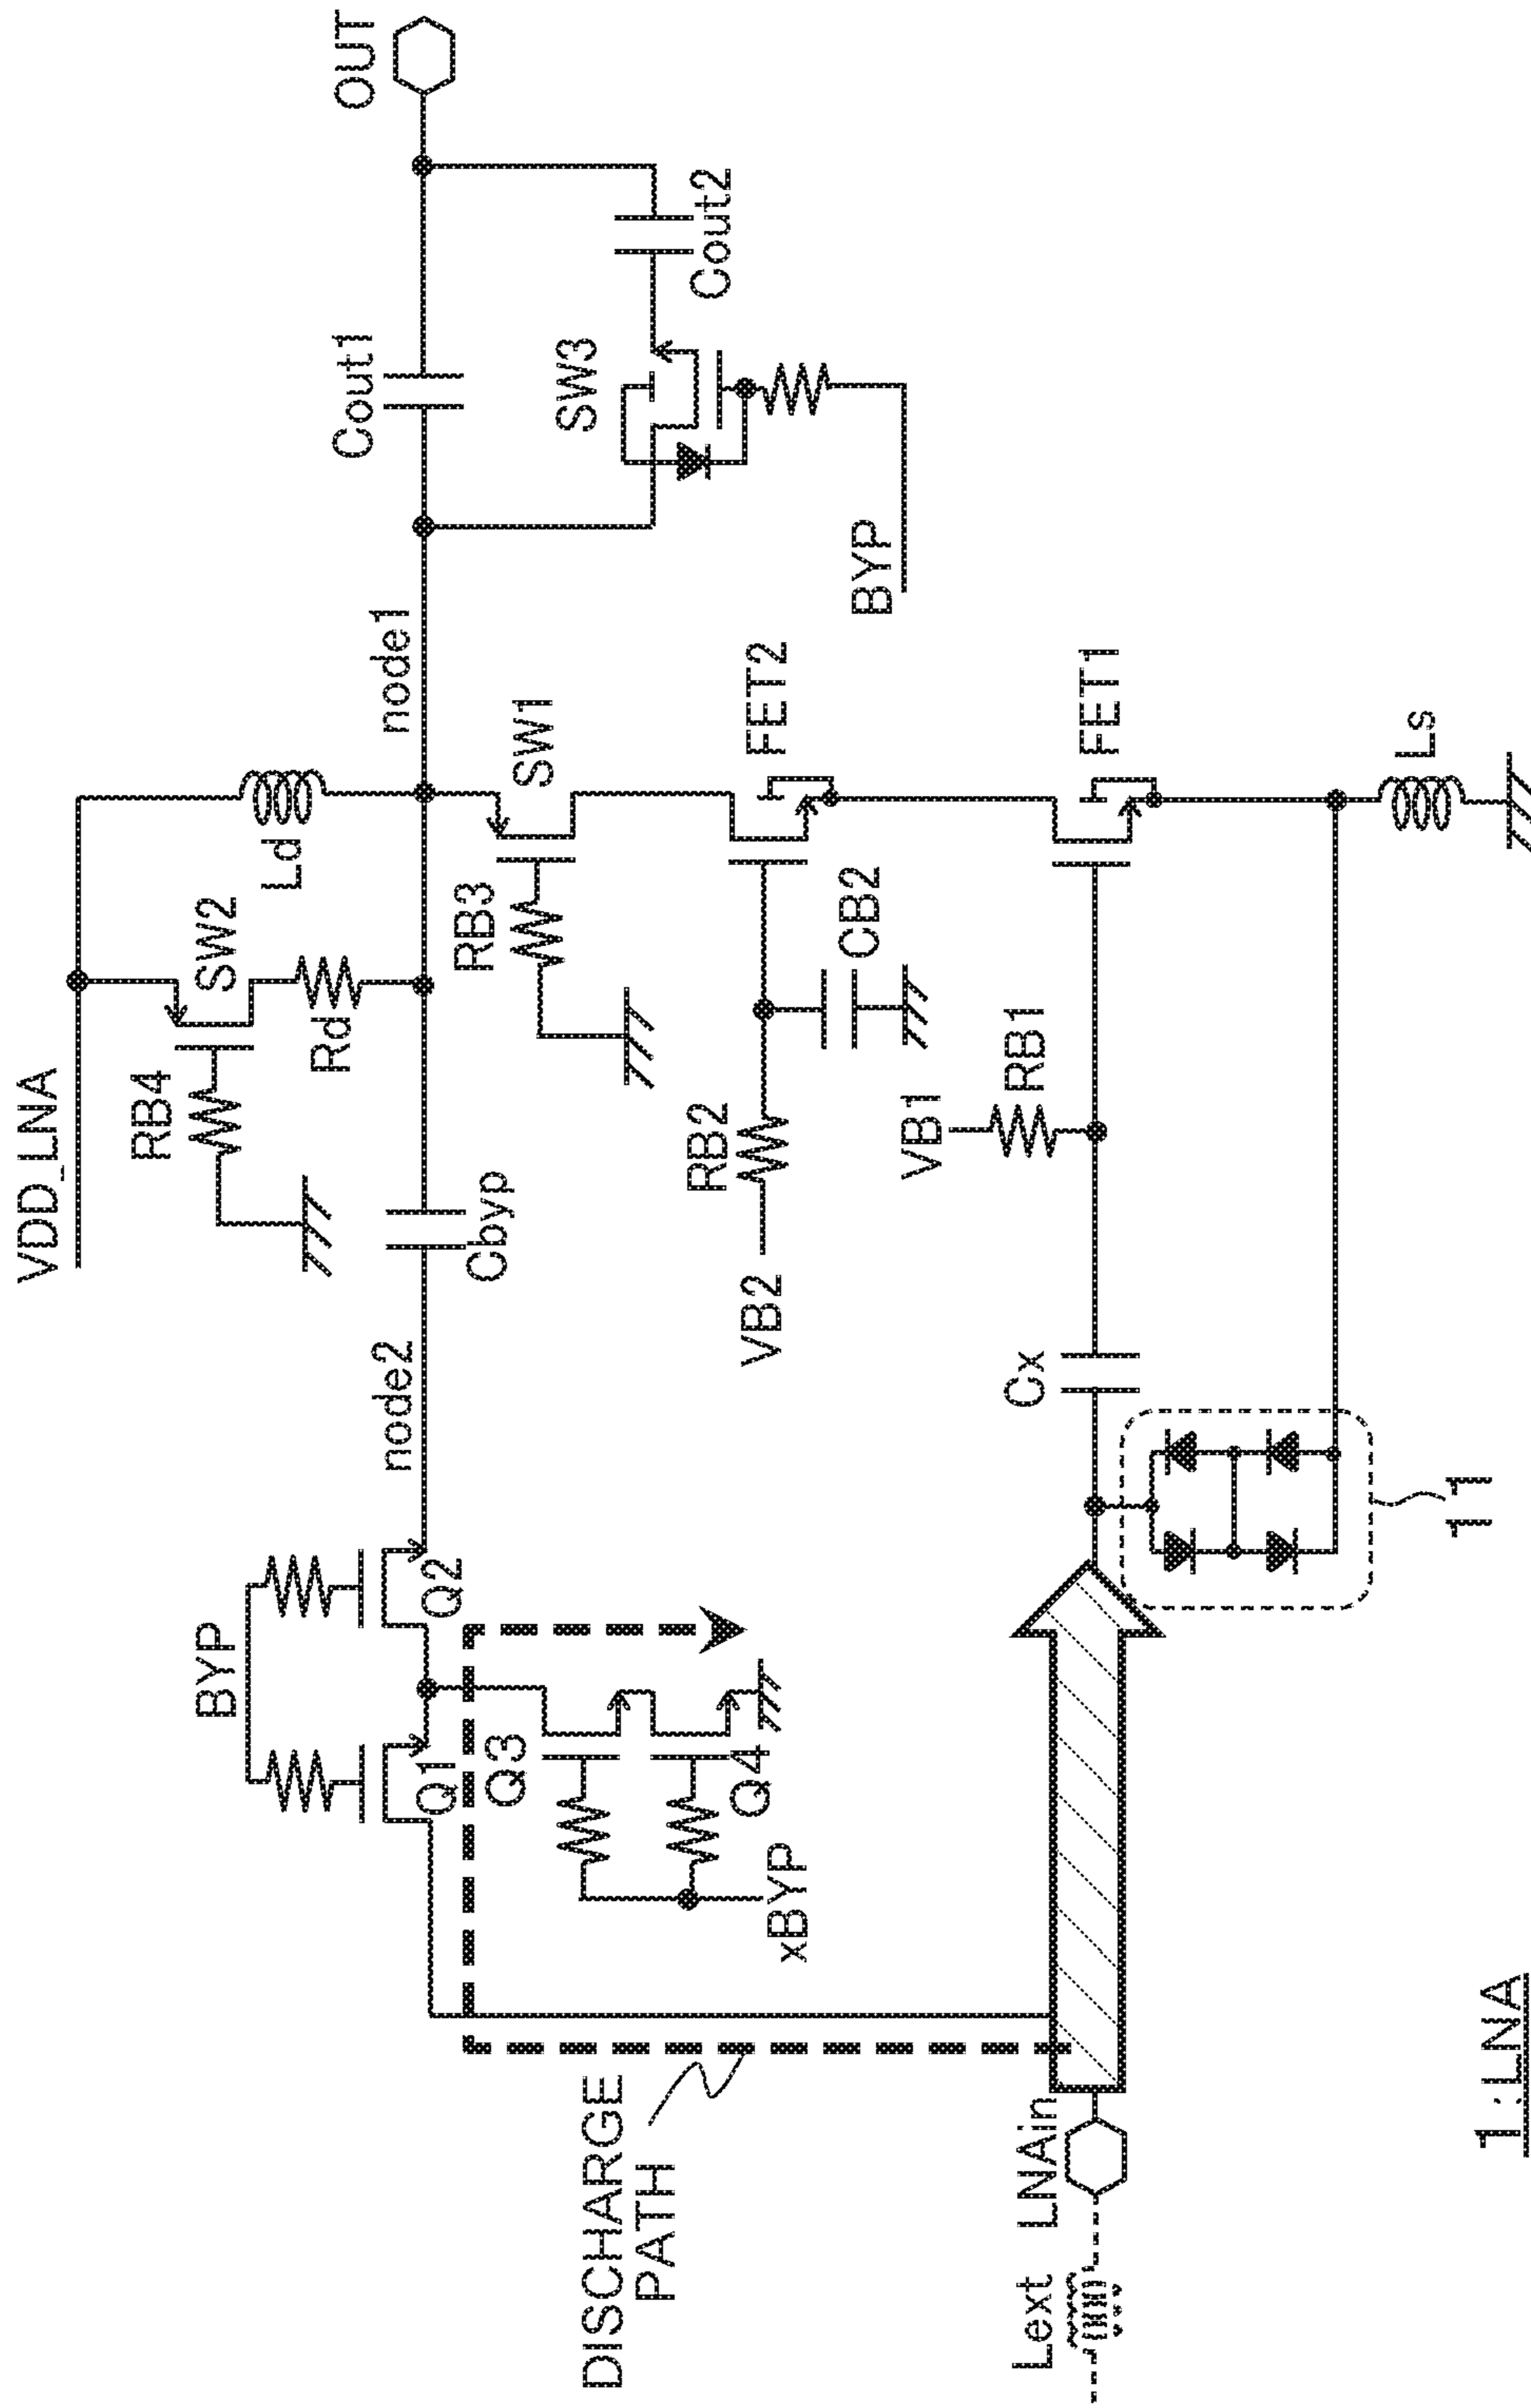 VDD_LNA
RB4
SW2
Rd
Ld
BYP
Q1
Q2
node2
Cbyp
node1
Cout1
OUT
Cout2
SW3
BYP
SW1
RB3
FET2
RB2
CB2
VB2
Q3
Q4
xBYP
DISCHARGE
PATH
VB1
RB1
FET1
Cx
Lext
LNAin
Ls
11
1:LNA